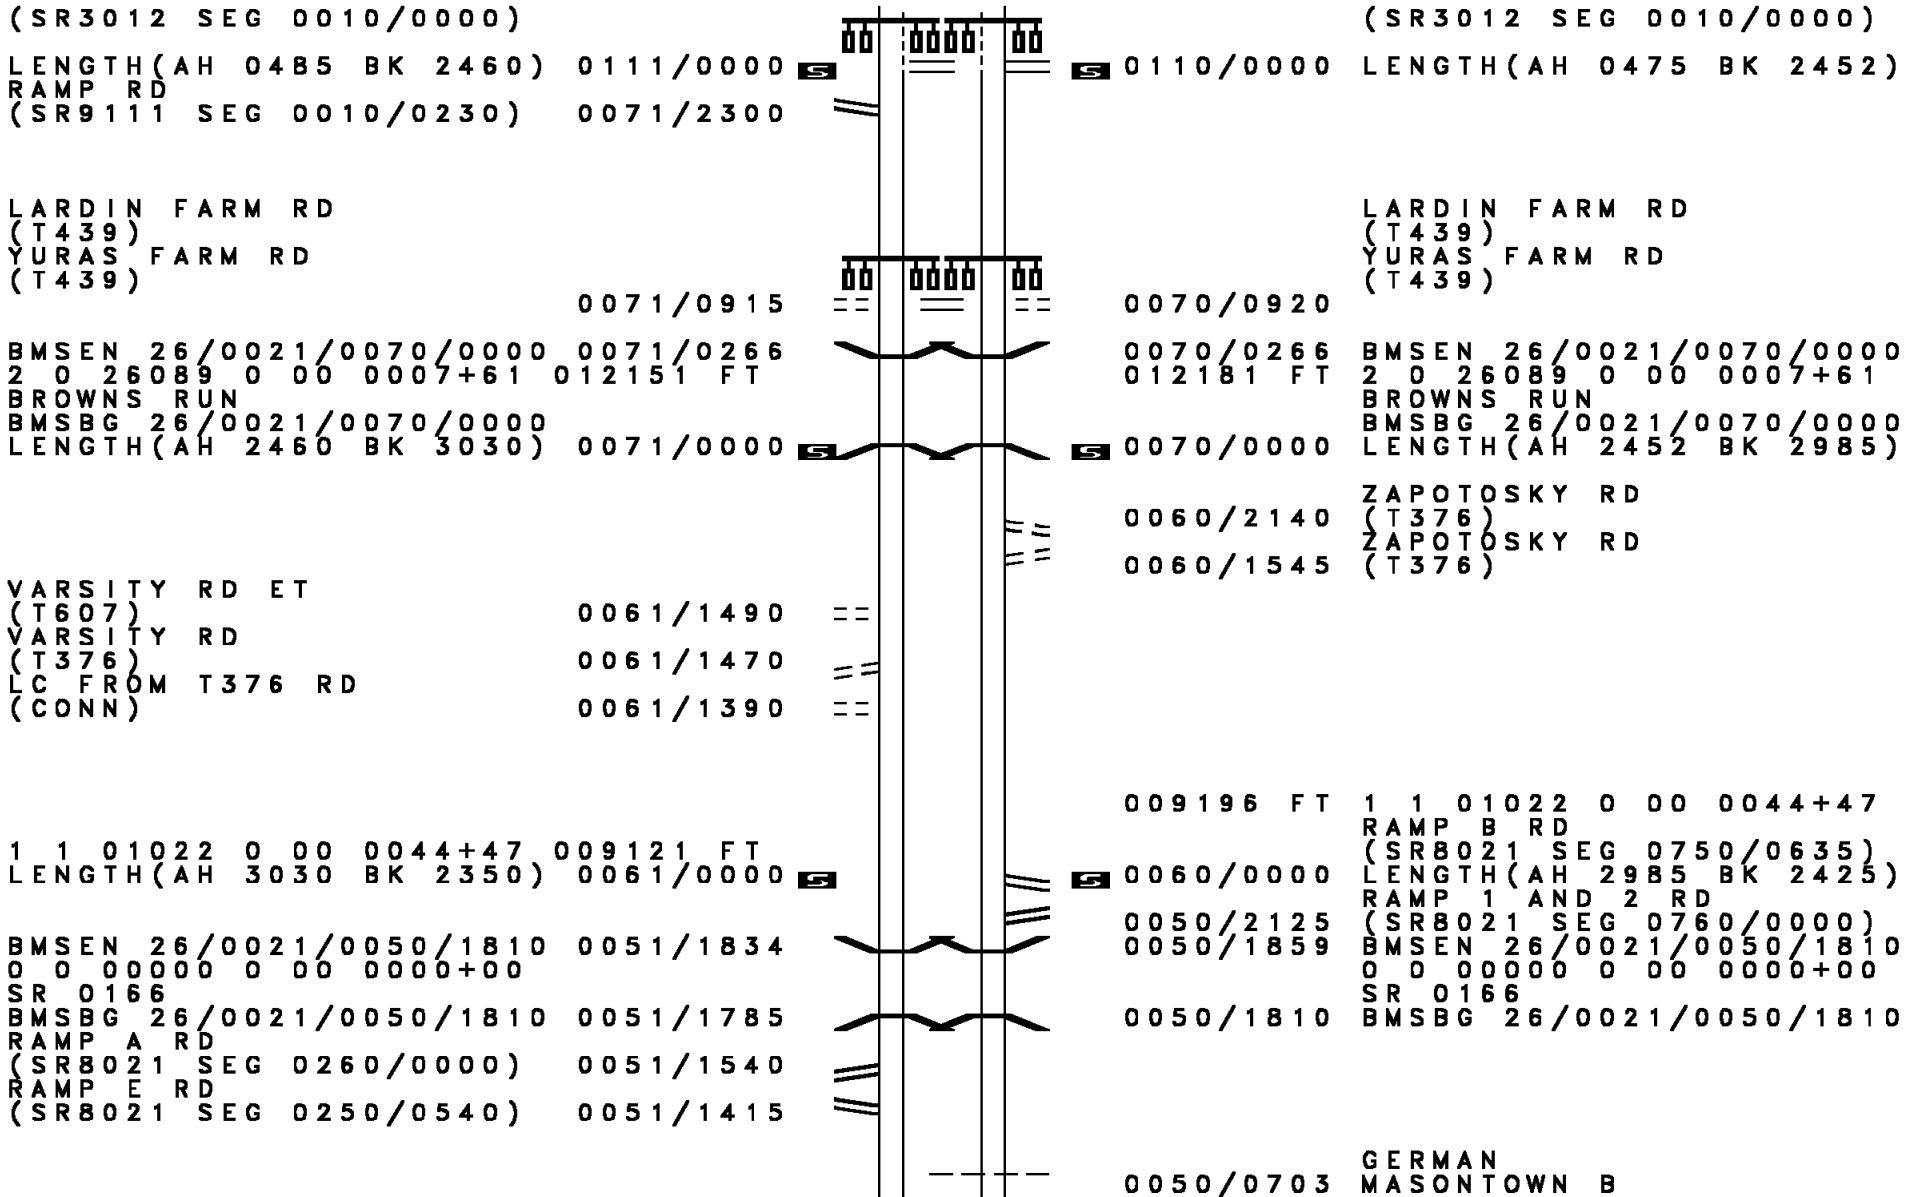 (SR3012 SEG 0010/0000) (SR3012 SEG 0010/0000)
LENGTH(AH 0485 BK 2460) 0111/0000 S S 0110/0000 LENGTH(AH 0475 BK 2452)
RAMP RD
(SR9111 SEG 0010/0230) 0071/2300
LARDIN FARM RD LARDIN FARM RD
(T439) (T439)
YURAS FARM RD YURAS FARM RD
(T439) (T439)
0071/0915 0070/0920
BMSEN 26/0021/0070/0000 0071/0266 0070/0266 BMSEN 26/0021/0070/0000
2 0 26089 0 00 0007+61 012151 FT 012181 FT 2 0 26089 0 00 0007+61
BROWNS RUN BROWNS RUN
BMSBG 26/0021/0070/0000 BMSBG 26/0021/0070/0000
LENGTH(AH 2460 BK 3030) 0071/0000 S S 0070/0000 LENGTH(AH 2452 BK 2985)
ZAPOTOSKY RD
0060/2140 (T376)
ZAPOTOSKY RD
0060/1545 (T376)
VARSITY RD ET
(T607) 0061/1490
VARSITY RD
(T376) 0061/1470
LC FROM T376 RD
(CONN) 0061/1390
009196 FT 1 1 01022 0 00 0044+47
RAMP B RD
1 1 01022 0 00 0044+47 009121 FT (SR8021 SEG 0750/0635)
LENGTH(AH 3030 BK 2350) 0061/0000 S S 0060/0000 LENGTH(AH 2985 BK 2425)
RAMP 1 AND 2 RD
0050/2125 (SR8021 SEG 0760/0000)
BMSEN 26/0021/0050/1810 0051/1834 0050/1859 BMSEN 26/0021/0050/1810
0 0 00000 0 00 0000+00 0 0 00000 0 00 0000+00
SR 0166 SR 0166
BMSBG 26/0021/0050/1810 0051/1785 0050/1810 BMSBG 26/0021/0050/1810
RAMP A RD
(SR8021 SEG 0260/0000) 0051/1540
RAMP E RD
(SR8021 SEG 0250/0540) 0051/1415
GERMAN
0050/0703 MASONTOWN B